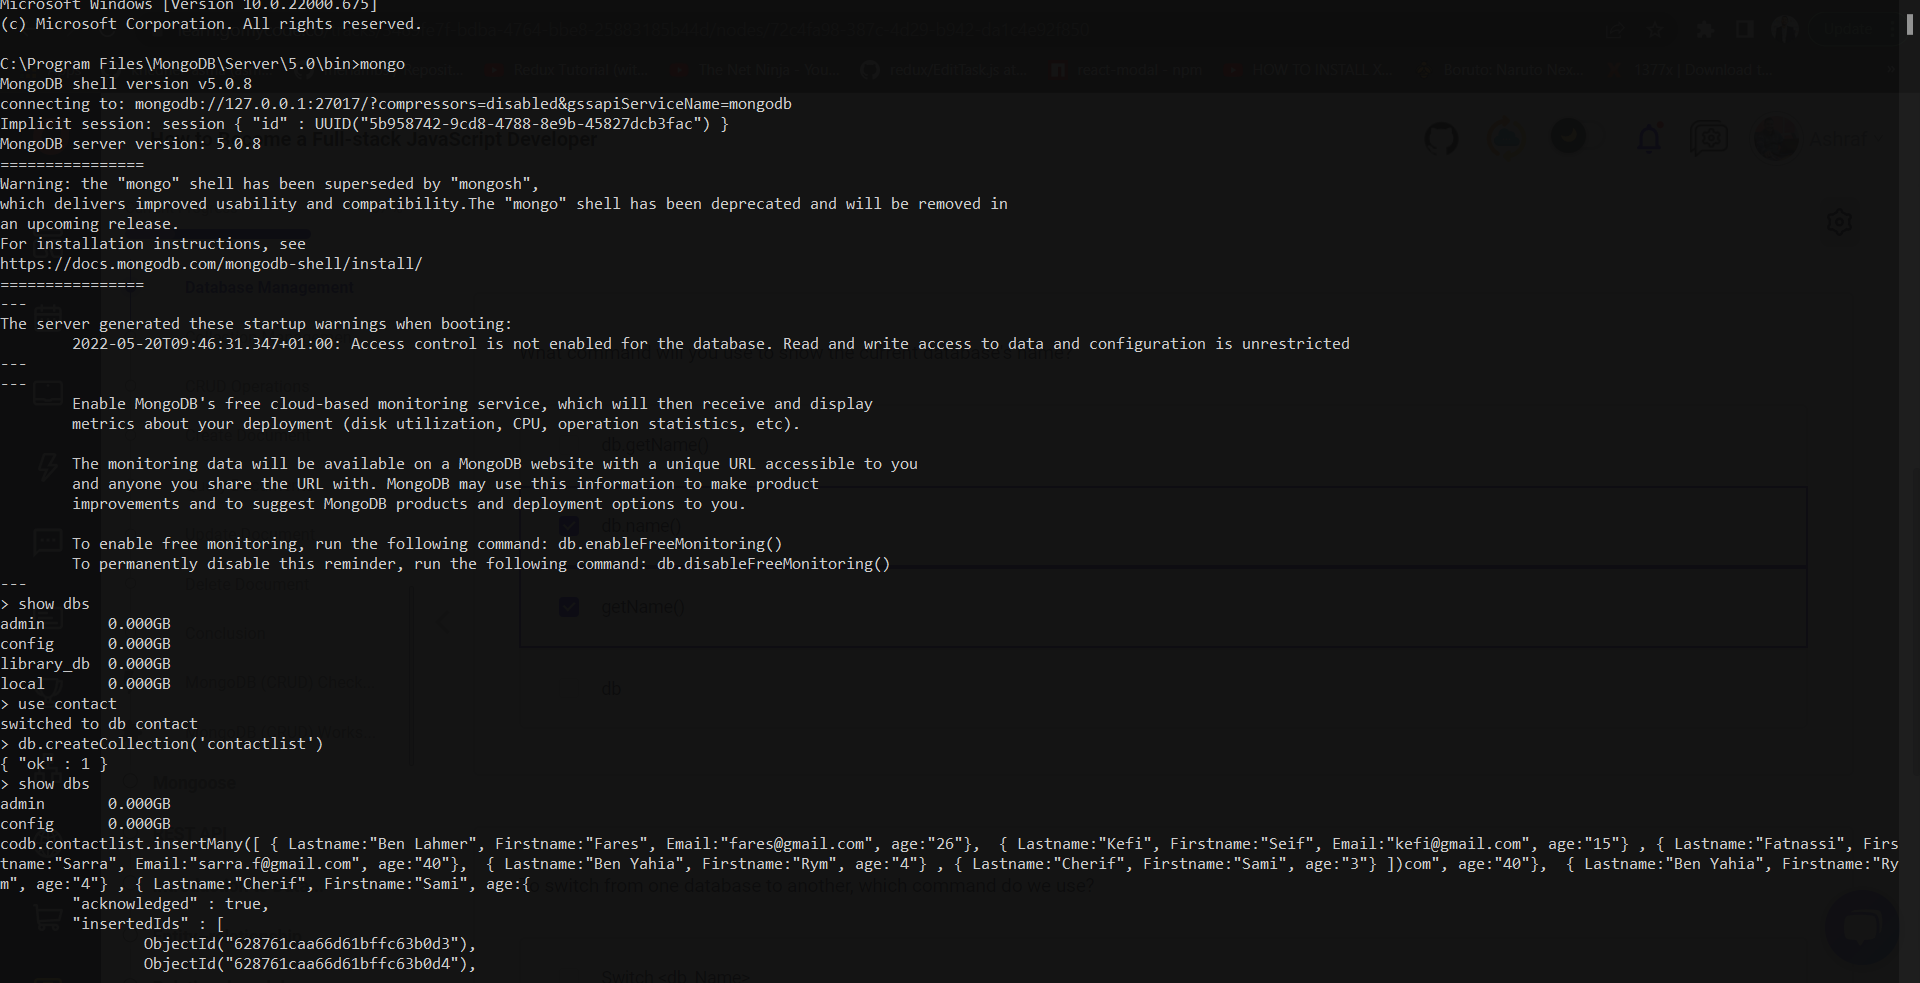 Microsoft Windows [Version 10.0.22000.675]
(c) Microsoft Corporation. All rights reserved.
C:\Program Files\MongoDB\Server\5.0\bin>mongo
MongoDB shell version v5.0.8
connecting to: mongodb://127.0.0.1:27017/?compressors=disabled&gssapiServiceName=mongodb
Implicit session: session { "id" : UUID("5b958742-9cd8-4788-8e9b-45827dcb3fac") }
MongoDB server version: 5.0.8
================
Warning: the "mongo" shell has been superseded by "mongosh",
which delivers improved usability and compatibility.The "mongo" shell has been deprecated and will be removed in
an upcoming release.
For installation instructions, see
https://docs.mongodb.com/mongodb-shell/install/
================
---
The server generated these startup warnings when booting:
        2022-05-20T09:46:31.347+01:00: Access control is not enabled for the database. Read and write access to data and configuration is unrestricted
---
---
        Enable MongoDB's free cloud-based monitoring service, which will then receive and display
        metrics about your deployment (disk utilization, CPU, operation statistics, etc).
        The monitoring data will be available on a MongoDB website with a unique URL accessible to you
        and anyone you share the URL with. MongoDB may use this information to make product
        improvements and to suggest MongoDB products and deployment options to you.
        To enable free monitoring, run the following command: db.enableFreeMonitoring()
        To permanently disable this reminder, run the following command: db.disableFreeMonitoring()
---
> show dbs
admin       0.000GB
config      0.000GB
library_db  0.000GB
local       0.000GB
> use contact
switched to db contact
> db.createCollection('contactlist')
{ "ok" : 1 }
> show dbs
admin       0.000GB
config      0.000GB
codb.contactlist.insertMany([ { Lastname:"Ben Lahmer", Firstname:"Fares", Email:"fares@gmail.com", age:"26"},  { Lastname:"Kefi", Firstname:"Seif", Email:"kefi@gmail.com", age:"15"} , { Lastname:"Fatnassi", Firs
tname:"Sarra", Email:"sarra.f@gmail.com", age:"40"},  { Lastname:"Ben Yahia", Firstname:"Rym", age:"4"} , { Lastname:"Cherif", Firstname:"Sami", age:"3"} ])com", age:"40"},  { Lastname:"Ben Yahia", Firstname:"Ry
m", age:"4"} , { Lastname:"Cherif", Firstname:"Sami", age:{
        "acknowledged" : true,
        "insertedIds" : [
                ObjectId("628761caa66d61bffc63b0d3"),
                ObjectId("628761caa66d61bffc63b0d4"),